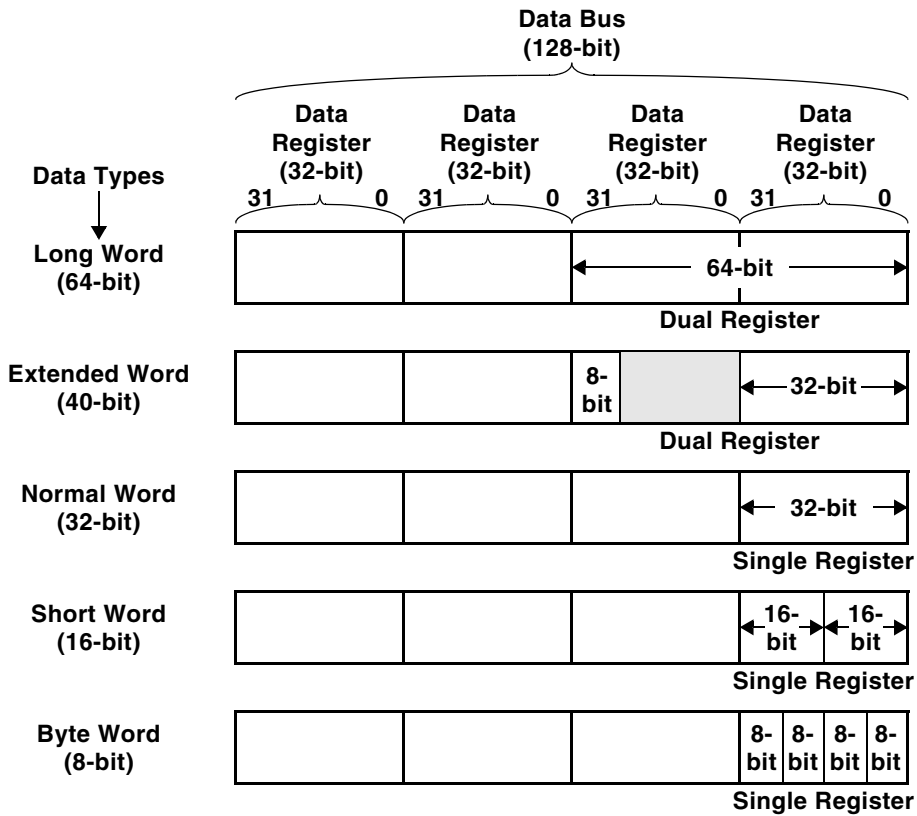 Data Bus
(128-bit)
Data Register (32-bit)
Data Register (32-bit)
Data Register (32-bit)
Data Register (32-bit)
31 0 31 0 31 0 31 0
Data Types
Long Word
(64-bit)
64-bit
Dual Register
Extended Word
(40-bit)
8-
bit
32-bit
Dual Register
Normal Word
(32-bit)
32-bit
Single Register
Short Word
(16-bit)
16-
bit
16-
bit
Single Register
Byte Word
(8-bit)
8-
bit
8-
bit
8-
bit
8-
bit
Single Register